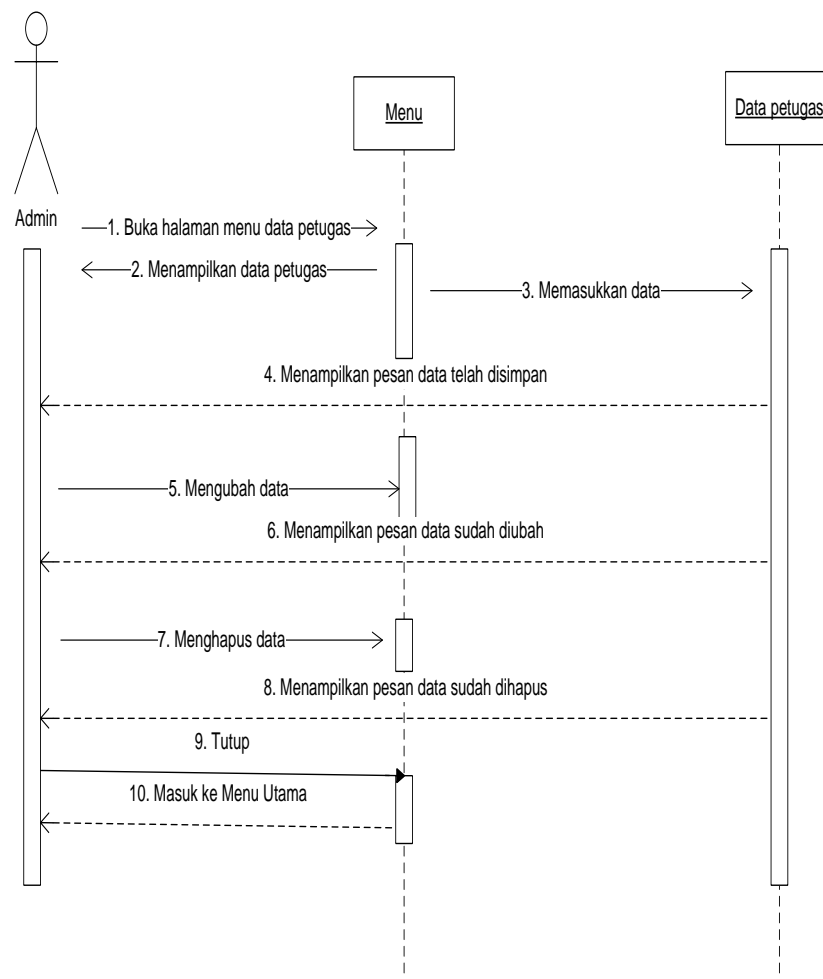 Menu
Data petugas
Admin
1. Buka halaman menu data petugas
2. Menampilkan data petugas
3. Memasukkan data
4. Menampilkan pesan data telah disimpan
5. Mengubah data
6. Menampilkan pesan data sudah diubah
7. Menghapus data
8. Menampilkan pesan data sudah dihapus
9. Tutup
10. Masuk ke Menu Utama